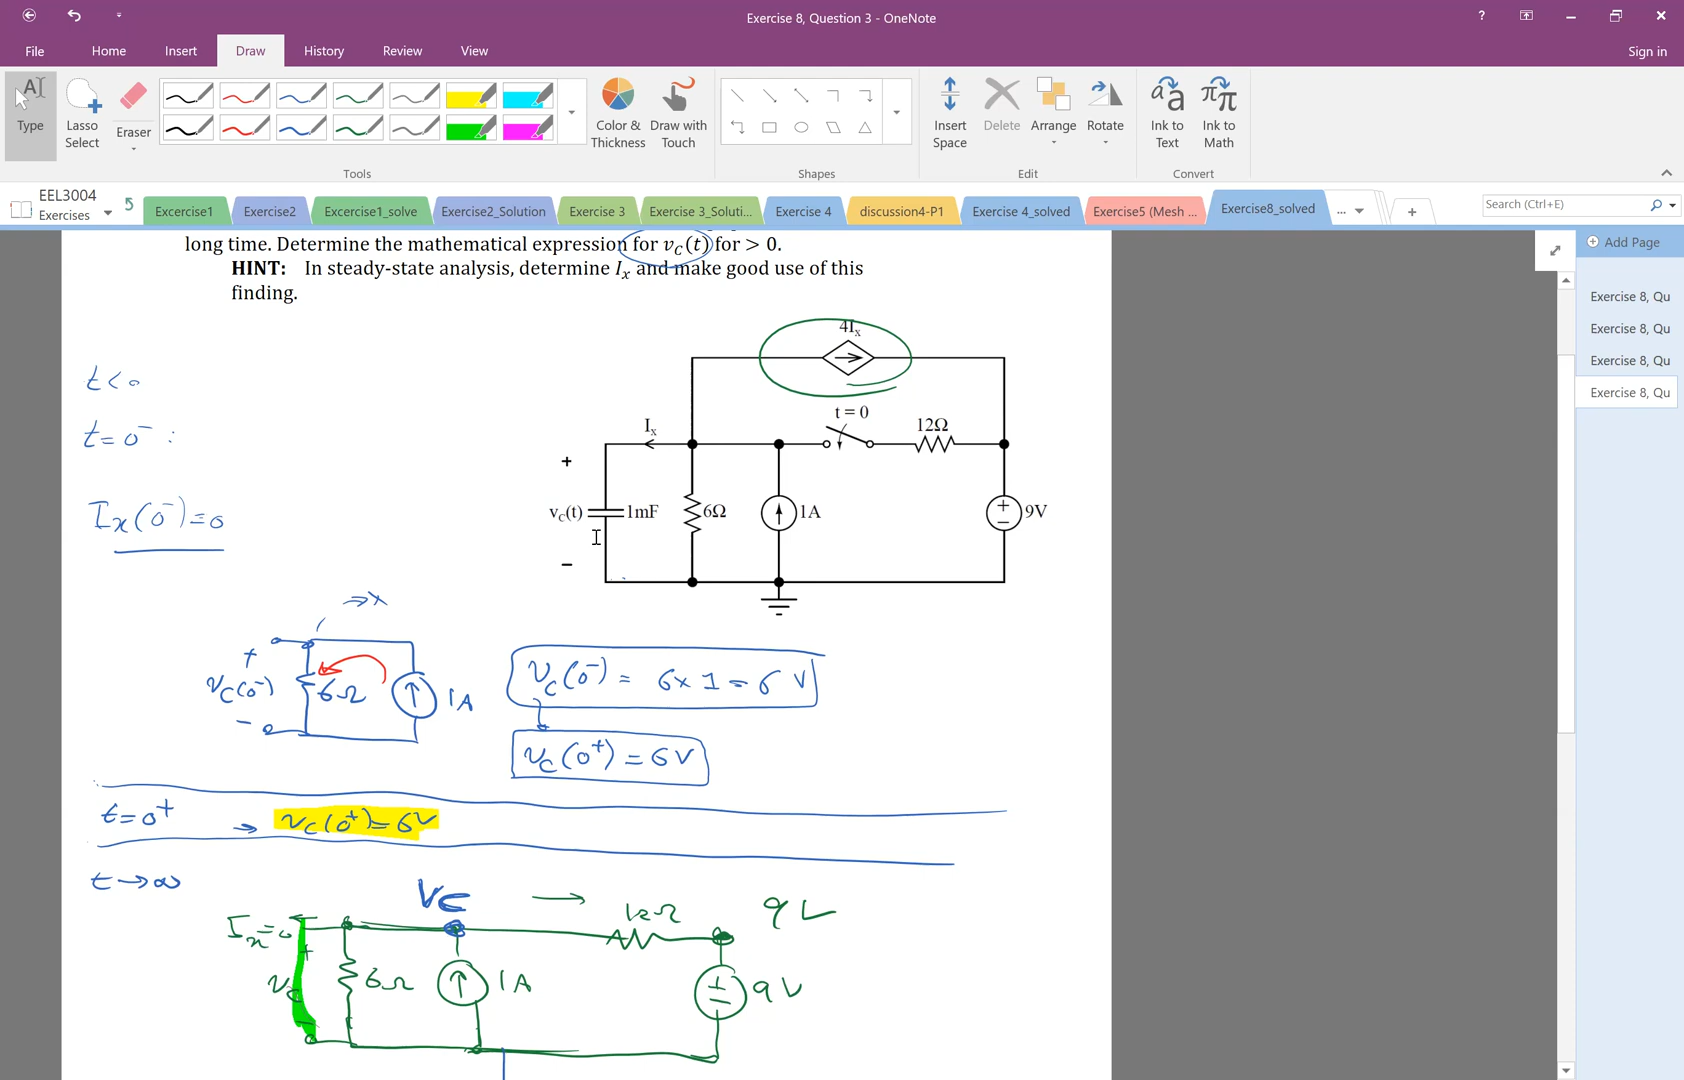 Exercise 8, Question 3 - OneNote
?
File Home Insert Draw History Review View Sign in
Type
Lasso Select
Eraser
Color & Thickness
Draw with Touch
Insert Space
Delete
Arrange
Rotate
Ink to Text
Ink to Math
Tools Shapes Edit Convert
EEL3004 Exercises
Excercise1 Exercise2 Excercise1_solve Exercise2_Solution Exercise 3 Exercise 3_Soluti... Exercise 4 discussion4-P1 Exercise 4_solved Exercise5 (Mesh ... Exercise8_solved ... +
Search (Ctrl+E)
Add Page
Exercise 8, Qu
Exercise 8, Qu
Exercise 8, Qu
Exercise 8, Qu
long time. Determine the mathematical expression for v_C(t) for > 0.
HINT: In steady-state analysis, determine I_x and make good use of this
finding.
4I_x
t = 0
I_x
12Ω
+
v_C(t)
1mF
6Ω
1A
+
−
9V
−
t<0
t=0⁻ :
I_x(0⁻)=0
⇒x
+
v_C(0⁻)
−
6Ω
1A
v_C(0⁻) = 6x1 = 6 V
v_C(0⁺) = 6V
t=0⁺ → v_C(0⁺)=6V
t→∞
V_C
12Ω
9V
I_x=0
+
v_C
−
6Ω
1A
+
−
9V